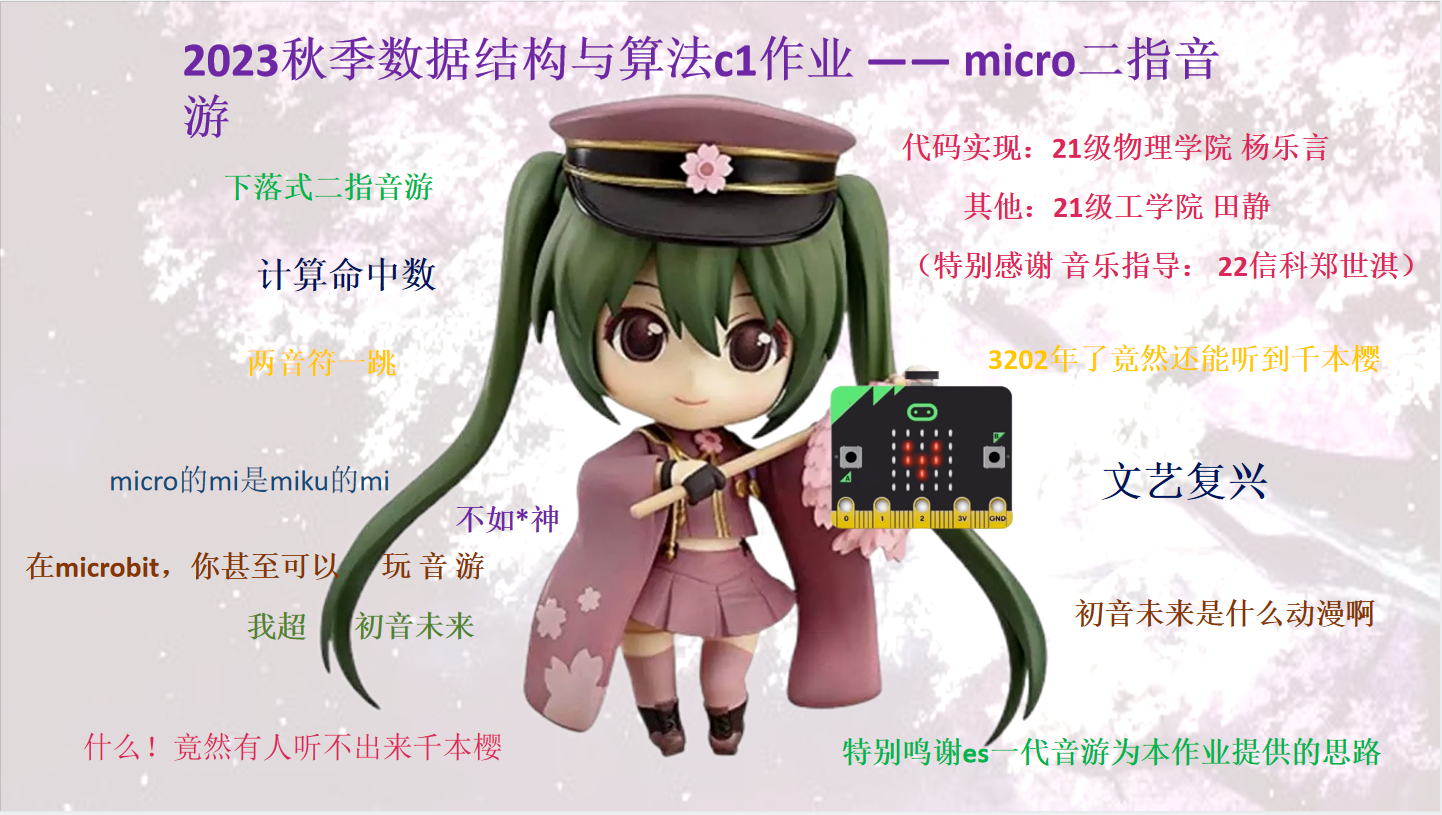 2023秋季数据结构与算法c1作业 —— micro二指音
游
代码实现：21级物理学院 杨乐言
下落式二指音游
其他：21级工学院 田静
计算命中数
（特别感谢 音乐指导： 22信科郑世淇）
两音符一跳
3202年了竟然还能听到千本樱
A
B
0 1 2 3V GND
micro的mi是miku的mi
文艺复兴
不如*神
在microbit，你甚至可以 玩 音 游
我超 初音未来
初音未来是什么动漫啊
什么！竟然有人听不出来千本樱
特别鸣谢es一代音游为本作业提供的思路